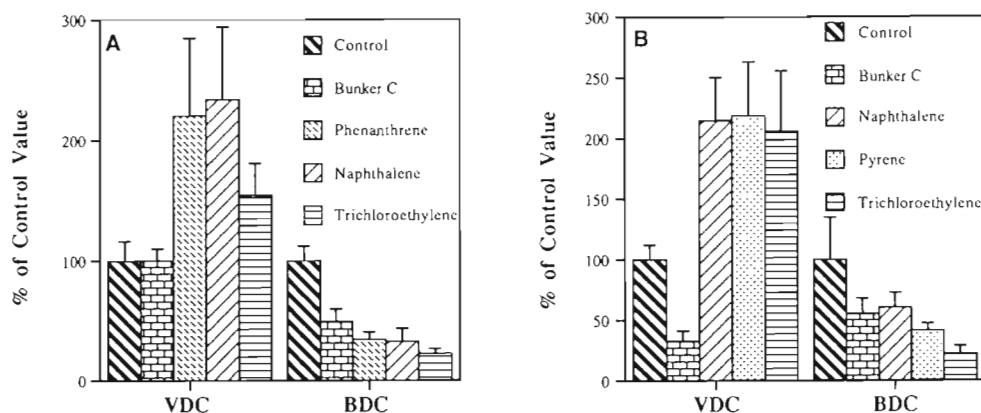 A
300
200
100
0
% of Control Value
Control
Bunker C
Phenanthrene
Naphthalene
Trichloroethylene
VDC
BDC
B
300
250
200
150
100
50
0
% of Control Value
Control
Bunker C
Naphthalene
Pyrene
Trichloroethylene
VDC
BDC